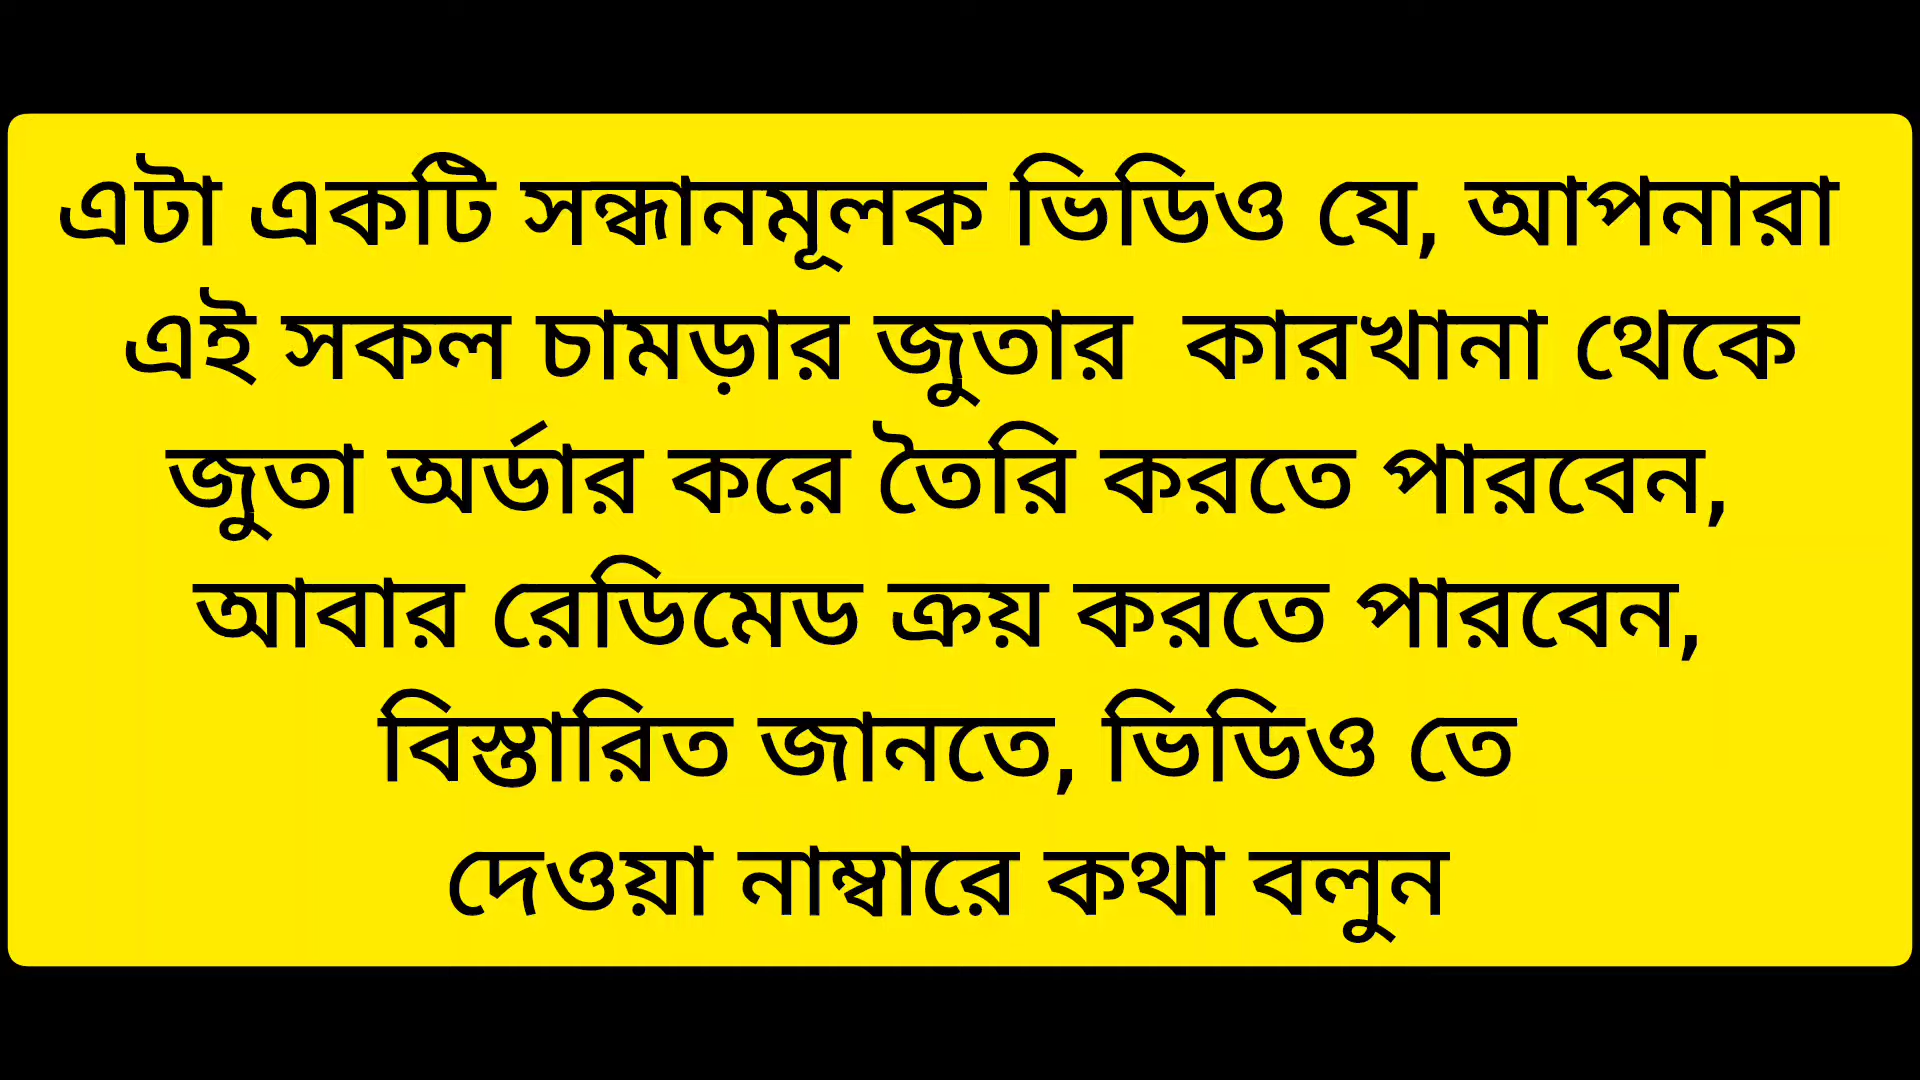 এটা একটি সন্ধানমূলক ভিডিও যে, আপনারা
এই সকল চামড়ার জুতার  কারখানা থেকে
জুতা অর্ডার করে তৈরি করতে পারবেন,
আবার রেডিমেড ক্রয় করতে পারবেন,
বিস্তারিত জানতে, ভিডিও তে
দেওয়া নাম্বারে কথা বলুন